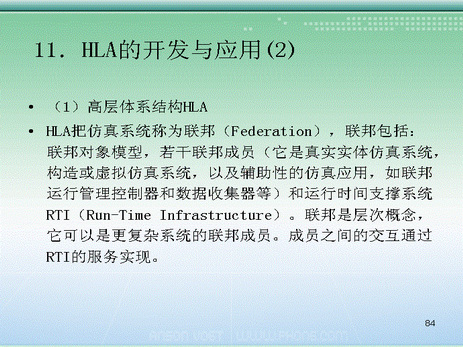 11. HLA的开发与应用(2)
• （1）高层体系结构HLA
• HLA把仿真系统称为联邦（Federation），联邦包括：
联邦对象模型，若干联邦成员（它是真实实体仿真系统，
构造或虚拟仿真系统，以及辅助性的仿真应用，如联邦
运行管理控制器和数据收集器等）和运行时间支撑系统
RTI（Run-Time Infrastructure）。联邦是层次概念，
它可以是更复杂系统的联邦成员。成员之间的交互通过
RTI的服务实现。
84